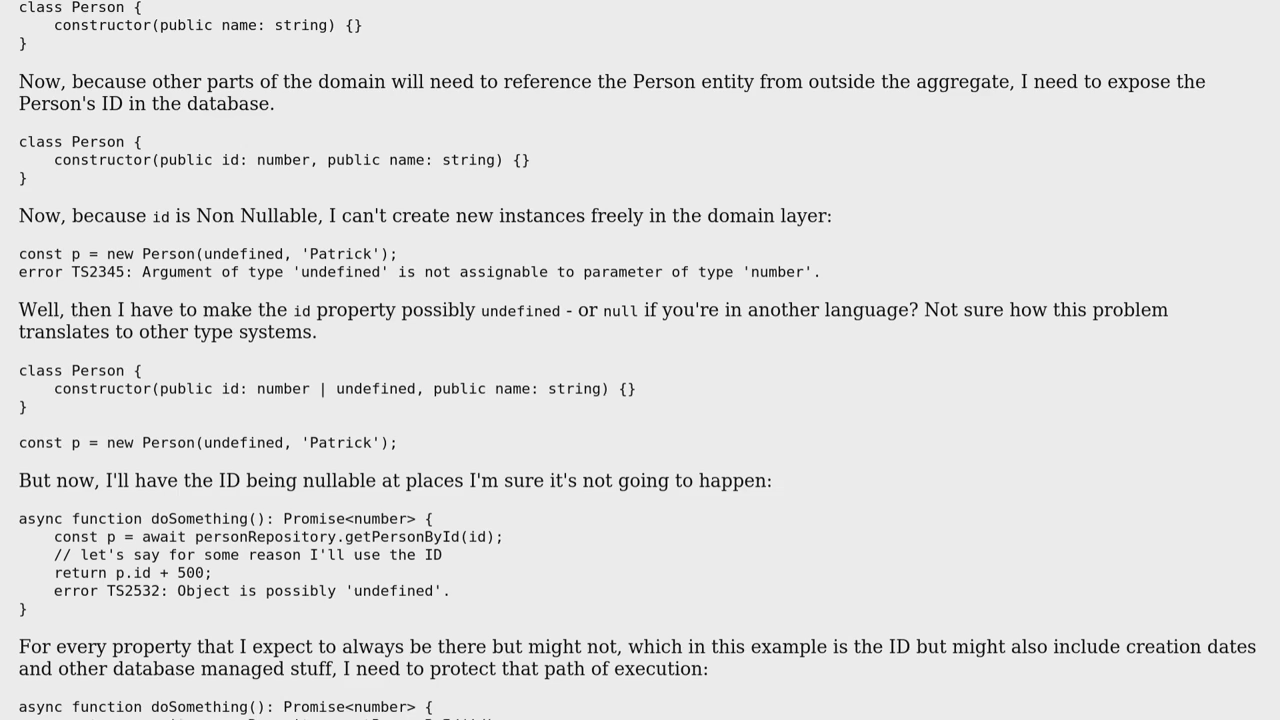 class Person {
    constructor(public name: string) {}
}
Now, because other parts of the domain will need to reference the Person entity from outside the aggregate, I need to expose the
Person's ID in the database.
class Person {
    constructor(public id: number, public name: string) {}
}
Now, because id is Non Nullable, I can't create new instances freely in the domain layer:
const p = new Person(undefined, 'Patrick');
error TS2345: Argument of type 'undefined' is not assignable to parameter of type 'number'.
Well, then I have to make the id property possibly undefined - or null if you're in another language? Not sure how this problem
translates to other type systems.
class Person {
    constructor(public id: number | undefined, public name: string) {}
}
const p = new Person(undefined, 'Patrick');
But now, I'll have the ID being nullable at places I'm sure it's not going to happen:
async function doSomething(): Promise<number> {
    const p = await personRepository.getPersonById(id);
    // let's say for some reason I'll use the ID
    return p.id + 500;
    error TS2532: Object is possibly 'undefined'.
}
For every property that I expect to always be there but might not, which in this example is the ID but might also include creation dates
and other database managed stuff, I need to protect that path of execution:
async function doSomething(): Promise<number> {